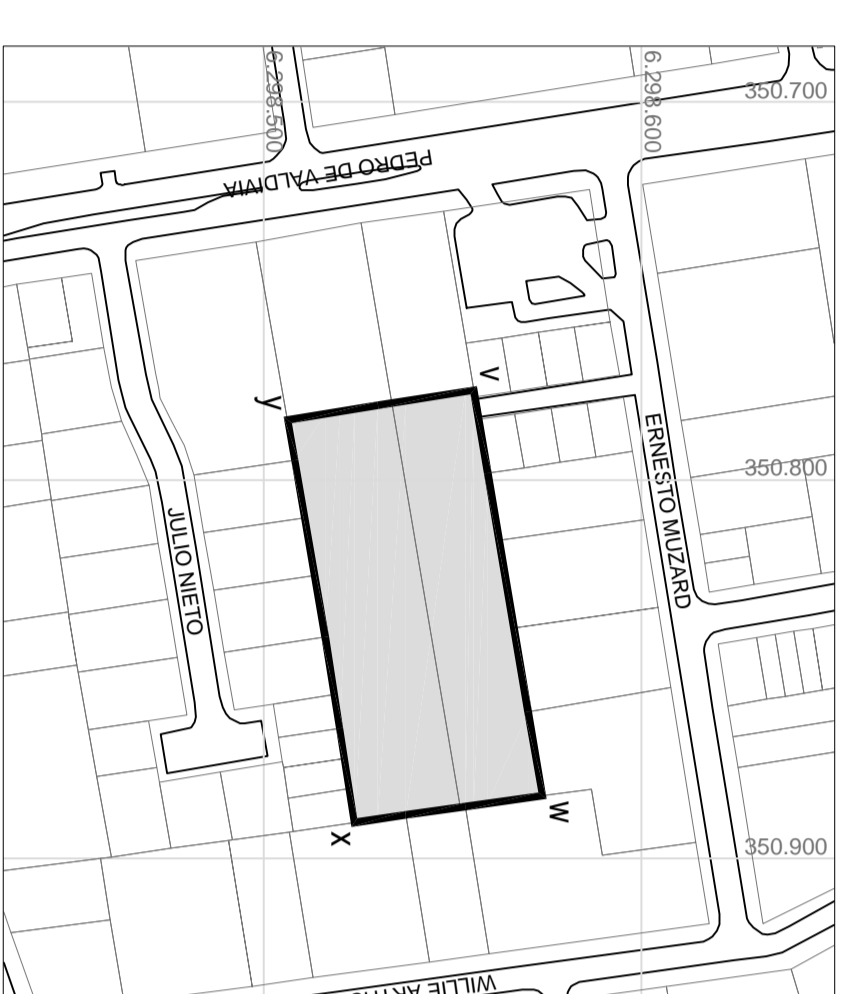 6.298.500
6.298.600
350.700
PEDRO DE VALDIVIA
V
y
ERNESTO MUZARD
350.800
JULIO NIETO
W
X
350.900
WILLIE